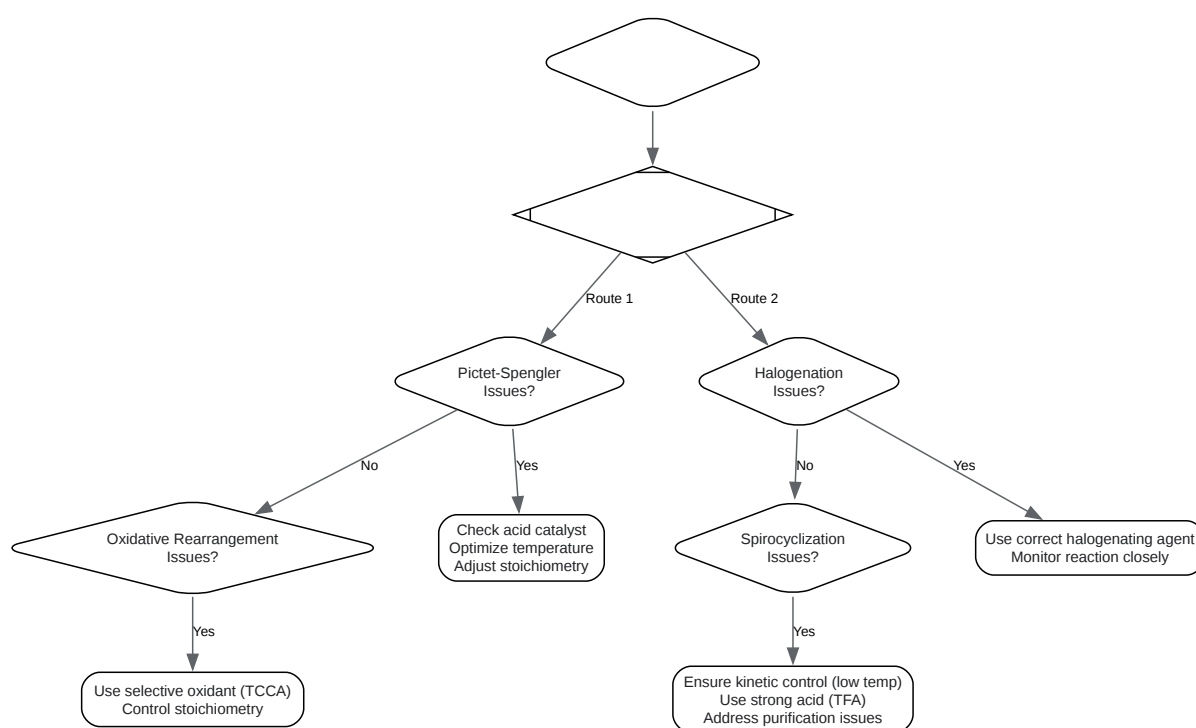 Route 1
Route 2
Pictet-Spengler
Issues?
Halogenation
Issues?
No
Yes
No
Yes
Oxidative Rearrangement
Issues?
Check acid catalyst
Optimize temperature
Adjust stoichiometry
Spirocyclization
Issues?
Use correct halogenating agent
Monitor reaction closely
Yes
Yes
Use selective oxidant (TCCA)
Control stoichiometry
Ensure kinetic control (low temp)
Use strong acid (TFA)
Address purification issues